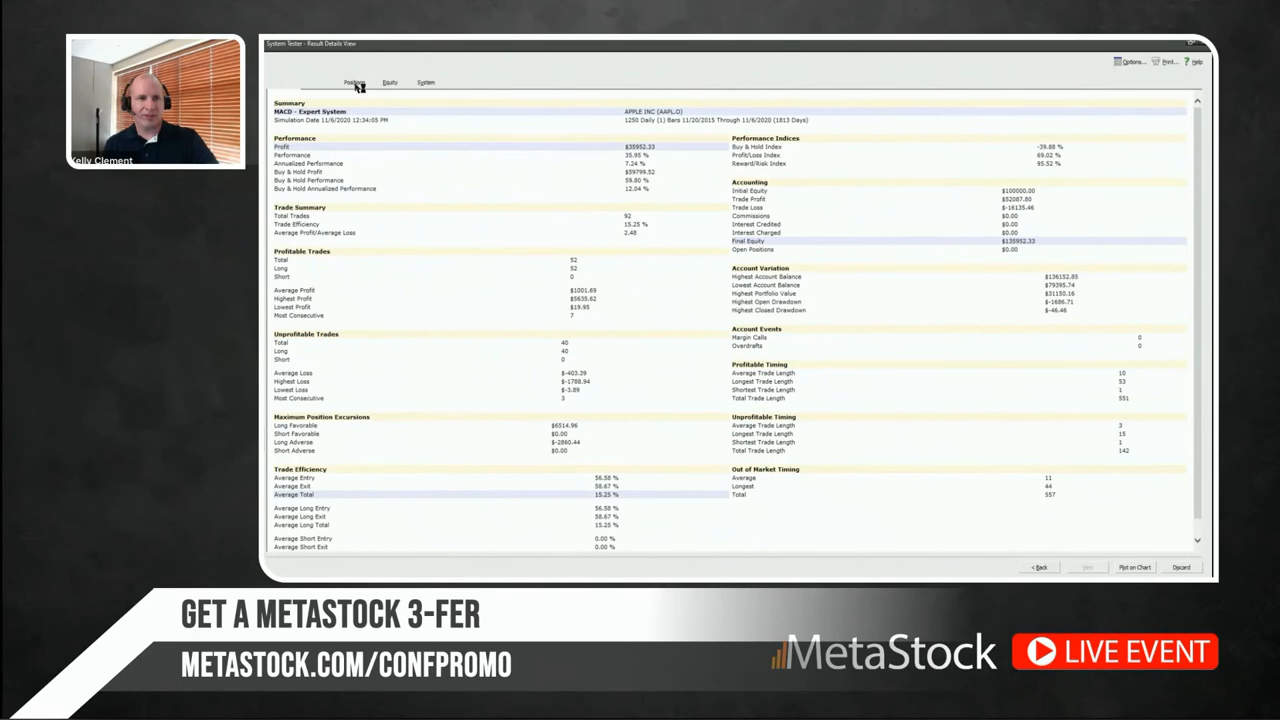 System Tester - Result Details View
Options... Print... Help
Positions Equity System
Summary
MACD - Expert System APPLE INC (AAPL.O)
Simulation Date 11/6/2020 12:34:05 PM 1250 Daily (1) Bars 11/20/2015 Through 11/6/2020 (1813 Days)
Performance
Profit $35952.33
Performance 35.95 %
Annualized Performance 7.24 %
Buy & Hold Profit $59799.52
Buy & Hold Performance 59.80 %
Buy & Hold Annualized Performance 12.04 %
Trade Summary
Total Trades 92
Trade Efficiency 15.25 %
Average Profit/Average Loss 2.48
Profitable Trades
Total 52
Long 52
Short 0
Average Profit $1001.69
Highest Profit $5635.62
Lowest Profit $19.95
Most Consecutive 7
Unprofitable Trades
Total 40
Long 40
Short 0
Average Loss $-403.39
Highest Loss $-1788.94
Lowest Loss $-3.89
Most Consecutive 3
Maximum Position Excursions
Long Favorable $6514.96
Short Favorable $0.00
Long Adverse $-2860.44
Short Adverse $0.00
Trade Efficiency
Average Entry 56.58 %
Average Exit 58.67 %
Average Total 15.25 %
Average Long Entry 56.58 %
Average Long Exit 58.67 %
Average Long Total 15.25 %
Average Short Entry 0.00 %
Average Short Exit 0.00 %
Performance Indices
Buy & Hold Index -39.88 %
Profit/Loss Index 69.02 %
Reward/Risk Index 95.52 %
Accounting
Initial Equity $100000.00
Trade Profit $52087.80
Trade Loss $-16135.46
Commissions $0.00
Interest Credited $0.00
Interest Charged $0.00
Final Equity $135952.33
Open Positions $0.00
Account Variation
Highest Account Balance $136152.85
Lowest Account Balance $79395.74
Highest Portfolio Value $31150.16
Highest Open Drawdown $-1686.71
Highest Closed Drawdown $-46.46
Account Events
Margin Calls 0
Overdrafts 0
Profitable Timing
Average Trade Length 10
Longest Trade Length 53
Shortest Trade Length 1
Total Trade Length 551
Unprofitable Timing
Average Trade Length 3
Longest Trade Length 15
Shortest Trade Length 1
Total Trade Length 142
Out of Market Timing
Average 11
Longest 44
Total 557
< Back View Plot on Chart Discard
Kelly Clement
GET A METASTOCK 3-FER
METASTOCK.COM/CONFPROMO
MetaStock LIVE EVENT